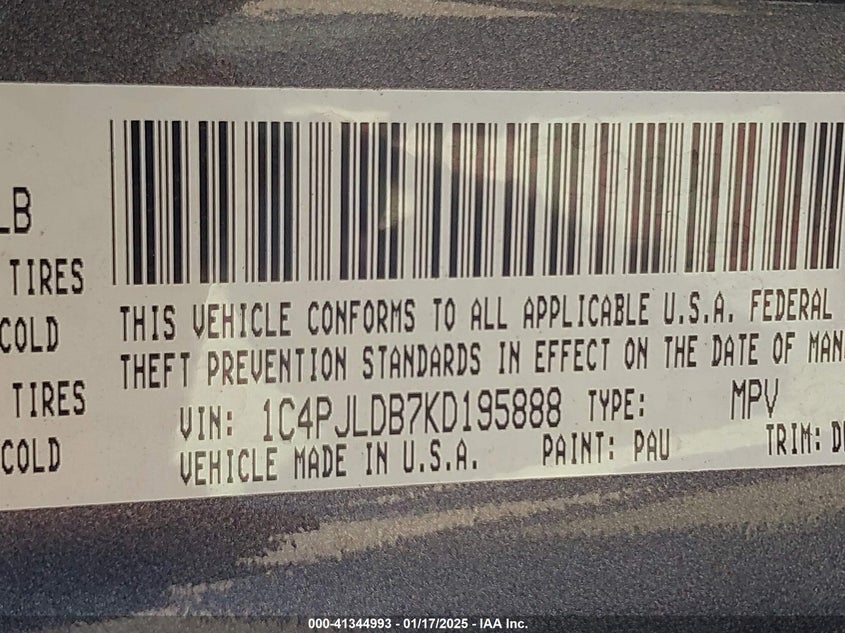 LB
TIRES
COLD
TIRES
COLD
THIS VEHICLE CONFORMS TO ALL APPLICABLE U.S.A. FEDERAL
THEFT PREVENTION STANDARDS IN EFFECT ON THE DATE OF MAN
VIN: 1C4PJLDB7KD195888 TYPE: MPV
VEHICLE MADE IN U.S.A. PAINT: PAU TRIM: D
000-41344993 — 01/17/2025 — IAA Inc.